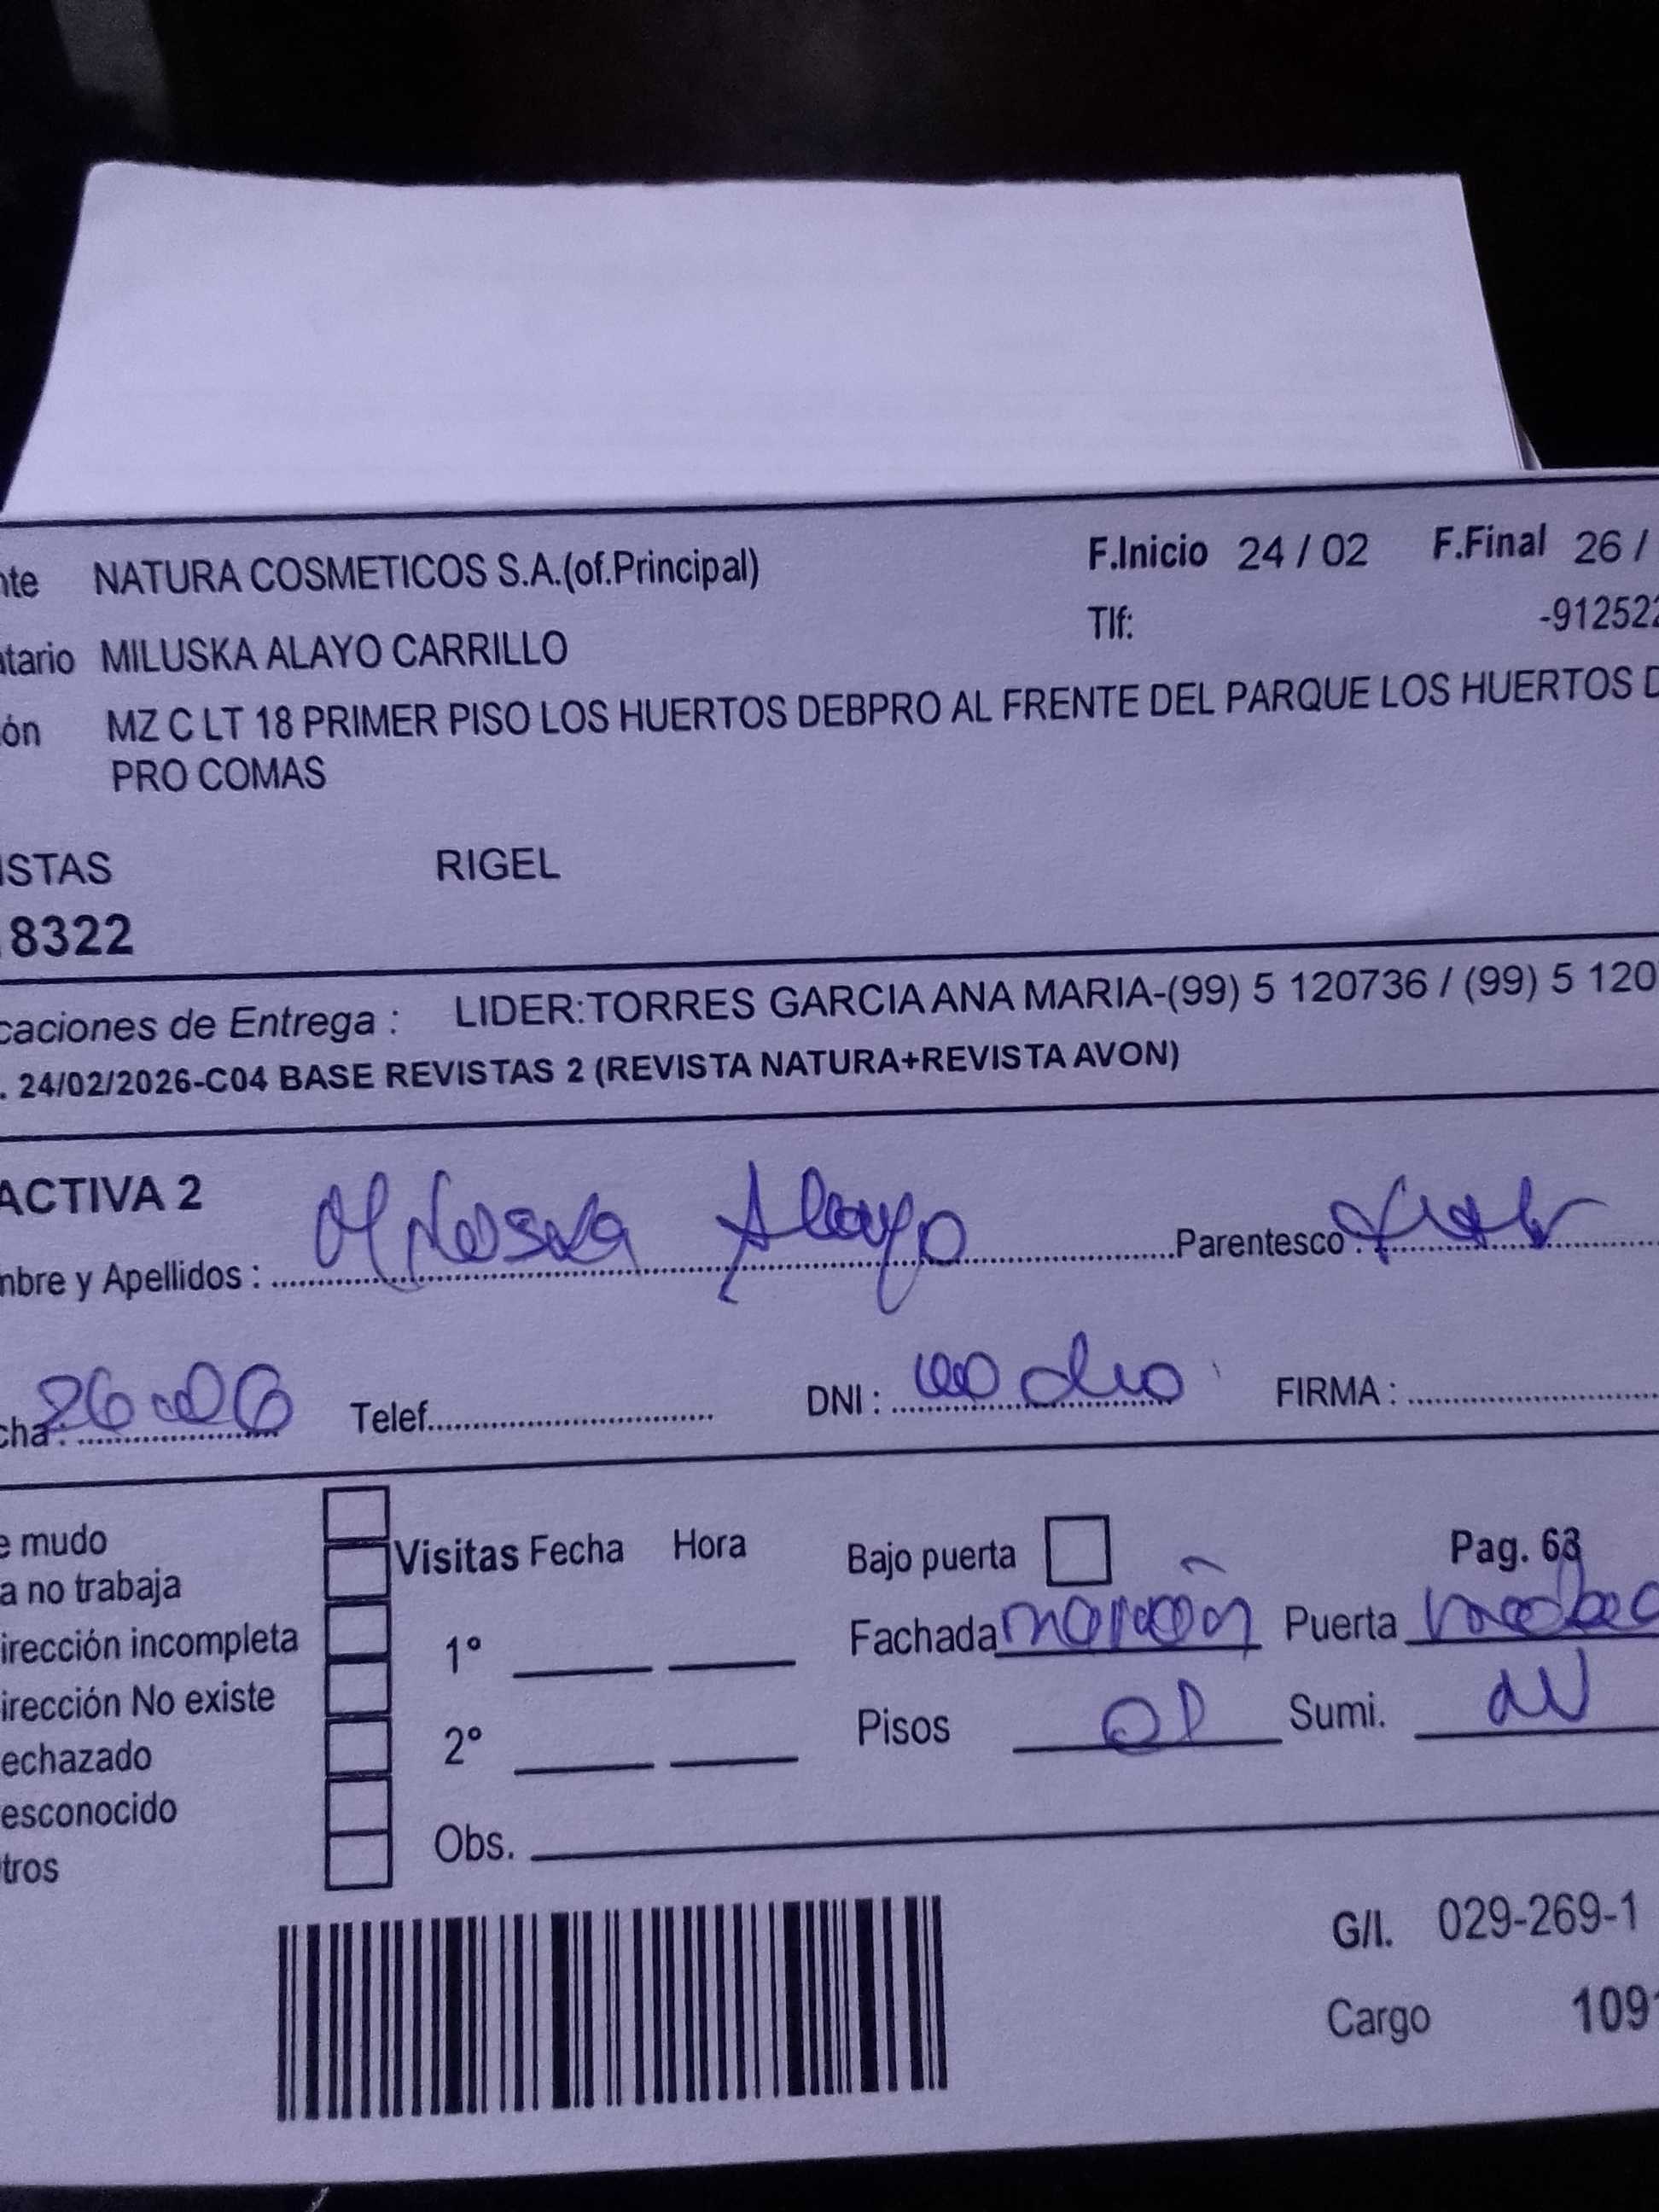 nte NATURA COSMETICOS S.A.(of.Principal) F.Inicio 24 / 02 F.Final 26 /
Tlf: -912522
atario MILUSKA ALAYO CARRILLO
ón MZ C LT 18 PRIMER PISO LOS HUERTOS DEBPRO AL FRENTE DEL PARQUE LOS HUERTOS D
PRO COMAS
ISTAS RIGEL
8322
caciones de Entrega : LIDER:TORRES GARCIA ANA MARIA-(99) 5 120736 / (99) 5 120
. 24/02/2026-C04 BASE REVISTAS 2 (REVISTA NATURA+REVISTA AVON)
ACTIVA 2
mbre y Apellidos : Miluska Alayo Parentesco :
cha : Telef. DNI : FIRMA :
e mudo
a no trabaja
Visitas Fecha Hora Bajo puerta Pag. 63
irección incompleta 1° Fachada marrón Puerta
irección No existe
echazado 2° Pisos 01 Sumi.
esconocido
tros Obs.
G/I. 029-269-1
Cargo 109